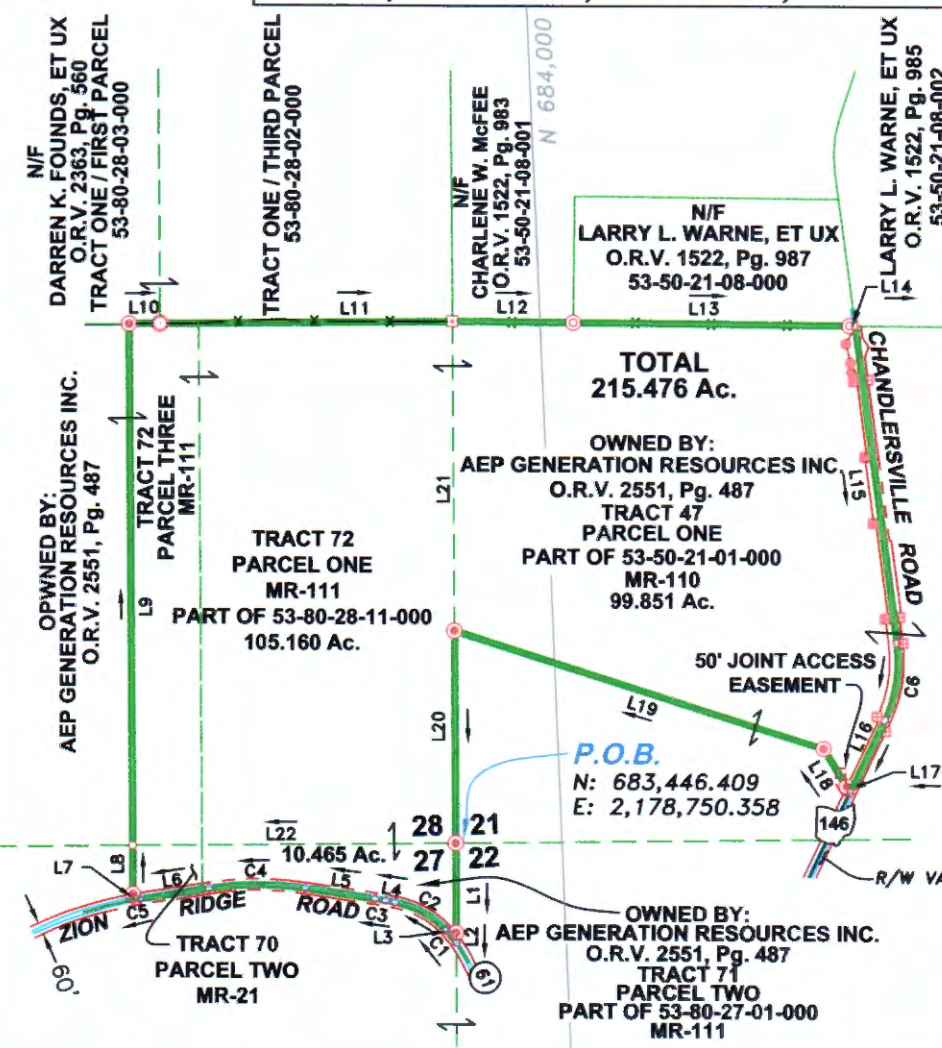 N/F
DARREN K. FOUNDS, ET UX
O.R.V. 2363, Pg. 560
TRACT ONE / FIRST PARCEL
53-80-28-03-000
TRACT ONE / THIRD PARCEL
53-80-28-02-000
N/F
CHARLENE W. McFEE
O.R.V. 1522, Pg. 983
53-50-21-08-001
N 684,000
N/F
LARRY L. WARNE, ET UX
O.R.V. 1522, Pg. 987
53-50-21-08-000
LARRY L. WARNE, ET UX
O.R.V. 1522, Pg. 985
53-50-21-08-002
L10
L11
L12
L13
L14
TOTAL
215.476 Ac.
CHANDLERSVILLE ROAD
OPWNED BY:
AEP GENERATION RESOURCES INC.
O.R.V. 2551, Pg. 487
TRACT 72
PARCEL THREE
MR-111
L9
L21
OWNED BY:
AEP GENERATION RESOURCES INC.
O.R.V. 2551, Pg. 487
TRACT 47
PARCEL ONE
PART OF 53-50-21-01-000
MR-110
99.851 Ac.
L15
TRACT 72
PARCEL ONE
MR-111
PART OF 53-80-28-11-000
105.160 Ac.
50' JOINT ACCESS
EASEMENT
C6
L19
L20
L16
L18
L17
P.O.B.
N: 683,446.409
E: 2,178,750.358
146
28 21
27 22
L22
10.465 Ac.
R/W VA
L7
L8
L6
C4
L5
L4
C2
L1
C5
ZION RIDGE ROAD
C3
L3
C1
L2
61
60'
TRACT 70
PARCEL TWO
MR-21
OWNED BY:
AEP GENERATION RESOURCES INC.
O.R.V. 2551, Pg. 487
TRACT 71
PARCEL TWO
PART OF 53-80-27-01-000
MR-111